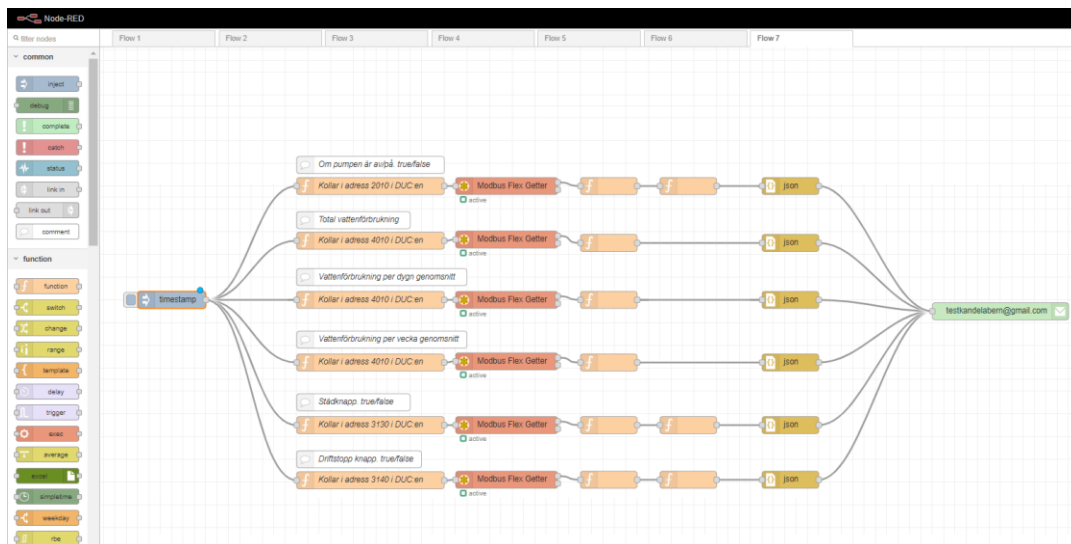 Node-RED
filter nodes
Flow 1
Flow 2
Flow 3
Flow 4
Flow 5
Flow 6
Flow 7
common
inject
debug
complete
catch
status
link in
link out
comment
function
function
switch
change
range
template
delay
trigger
exec
average
excel
simpletime
weekday
rbe
timestamp
Om pumpen är av/på. true/false
Kollar i adress 2010 i DUC:en
Modbus Flex Getter
active
json
Total vattenförbrukning
Kollar i adress 4010 i DUC:en
Modbus Flex Getter
active
json
Vattenförbrukning per dygn genomsnitt
Kollar i adress 4010 i DUC:en
Modbus Flex Getter
active
json
Vattenförbrukning per vecka genomsnitt
Kollar i adress 4010 i DUC:en
Modbus Flex Getter
active
json
Städknapp. true/false
Kollar i adress 3130 i DUC:en
Modbus Flex Getter
active
json
Driftstopp knapp. true/false
Kollar i adress 3140 i DUC:en
Modbus Flex Getter
active
json
testkandelabern@gmail.com